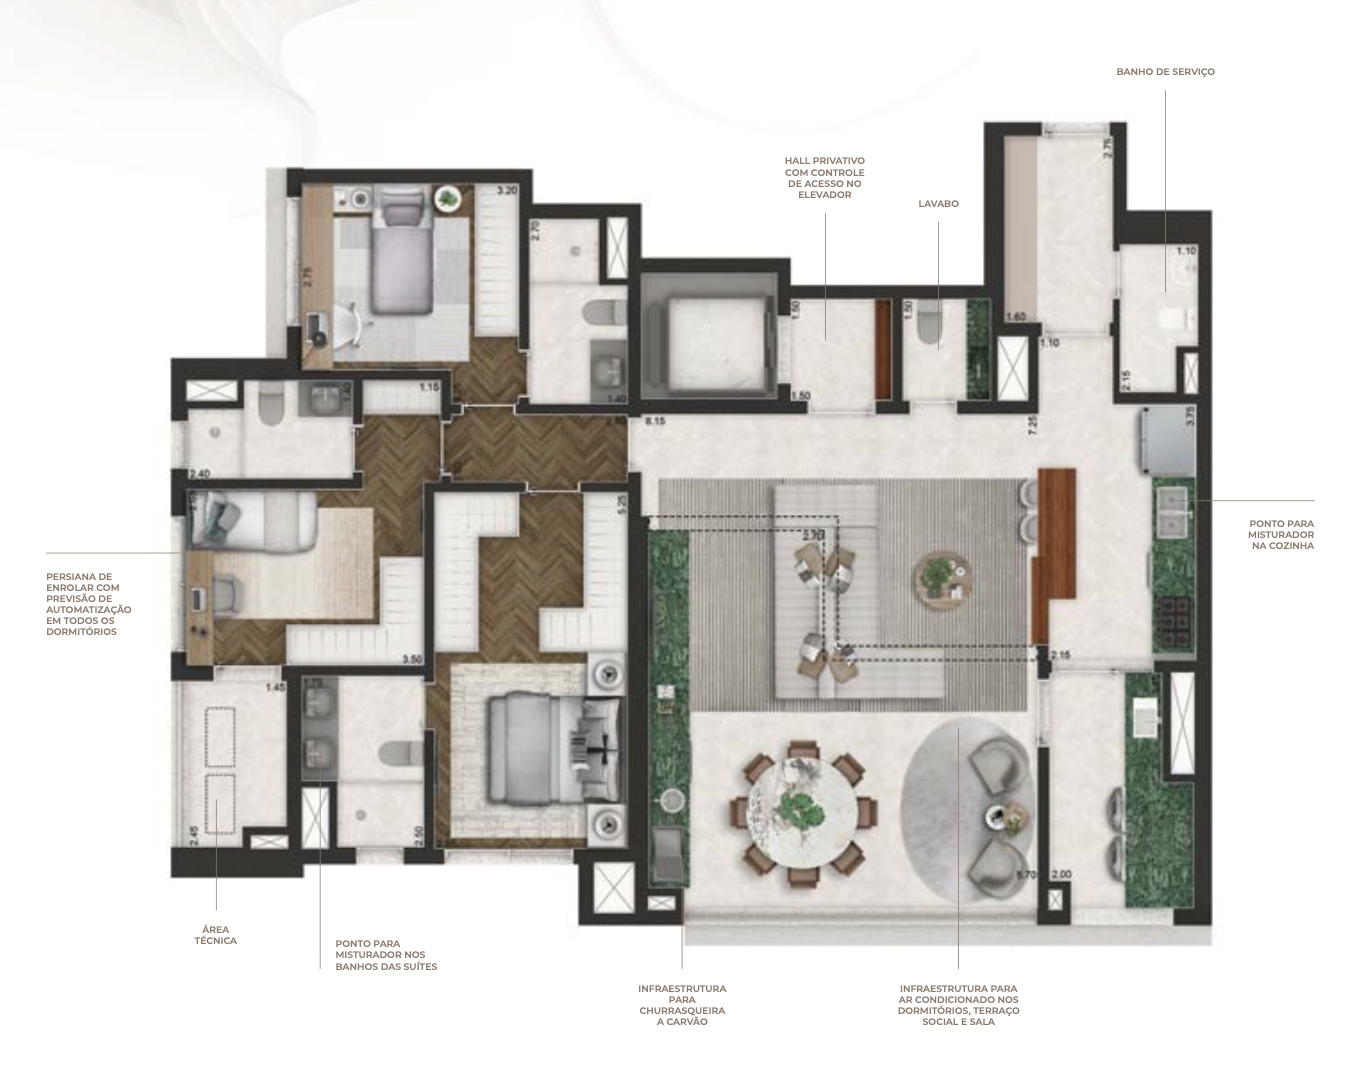 BANHO DE SERVIÇO
HALL PRIVATIVO
COM CONTROLE
DE ACESSO NO
ELEVADOR
LAVABO
2.75
3.20
2.70
2.75
1.10
1.50
1.50
1.60
1.10
2.15
1.40
1.50
1.15
8.15
7.25
3.75
2.40
5.25
PONTO PARA
MISTURADOR
NA COZINHA
2.70
PERSIANA DE
ENROLAR COM
PREVISÃO DE
AUTOMATIZAÇÃO
EM TODOS OS
DORMITÓRIOS
3.50
2.15
1.45
2.45
2.50
5.70
2.00
ÁREA
TÉCNICA
PONTO PARA
MISTURADOR NOS
BANHOS DAS SUÍTES
INFRAESTRUTURA
PARA
CHURRASQUEIRA
A CARVÃO
INFRAESTRUTURA PARA
AR CONDICIONADO NOS
DORMITÓRIOS, TERRAÇO
SOCIAL E SALA